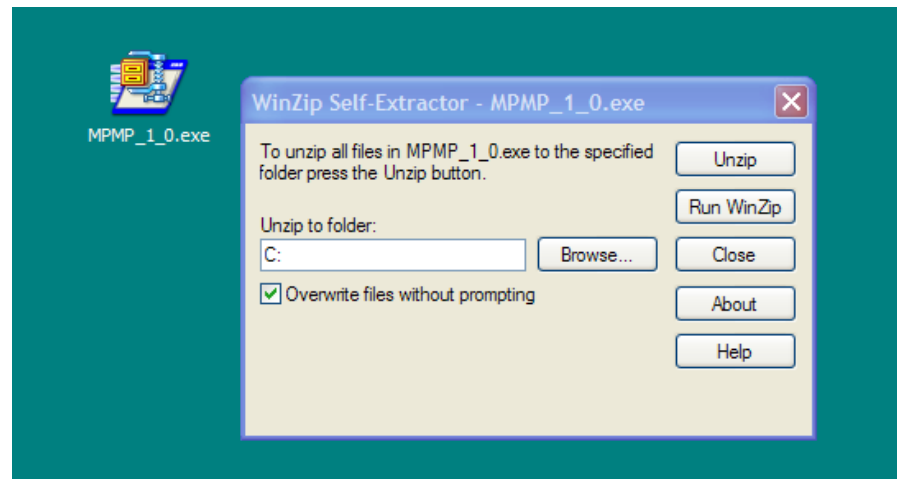 MPMP_1_0.exe
WinZip Self-Extractor - MPMP_1_0.exe
To unzip all files in MPMP_1_0.exe to the specified
folder press the Unzip button.
Unzip to folder:
C:
Browse...
Overwrite files without prompting
Unzip
Run WinZip
Close
About
Help